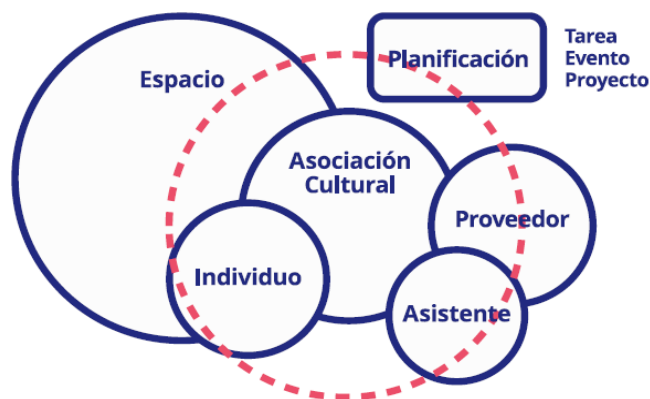 Espacio
Planificación
Tarea
Evento
Proyecto
Asociación
Cultural
Proveedor
Individuo
Asistente